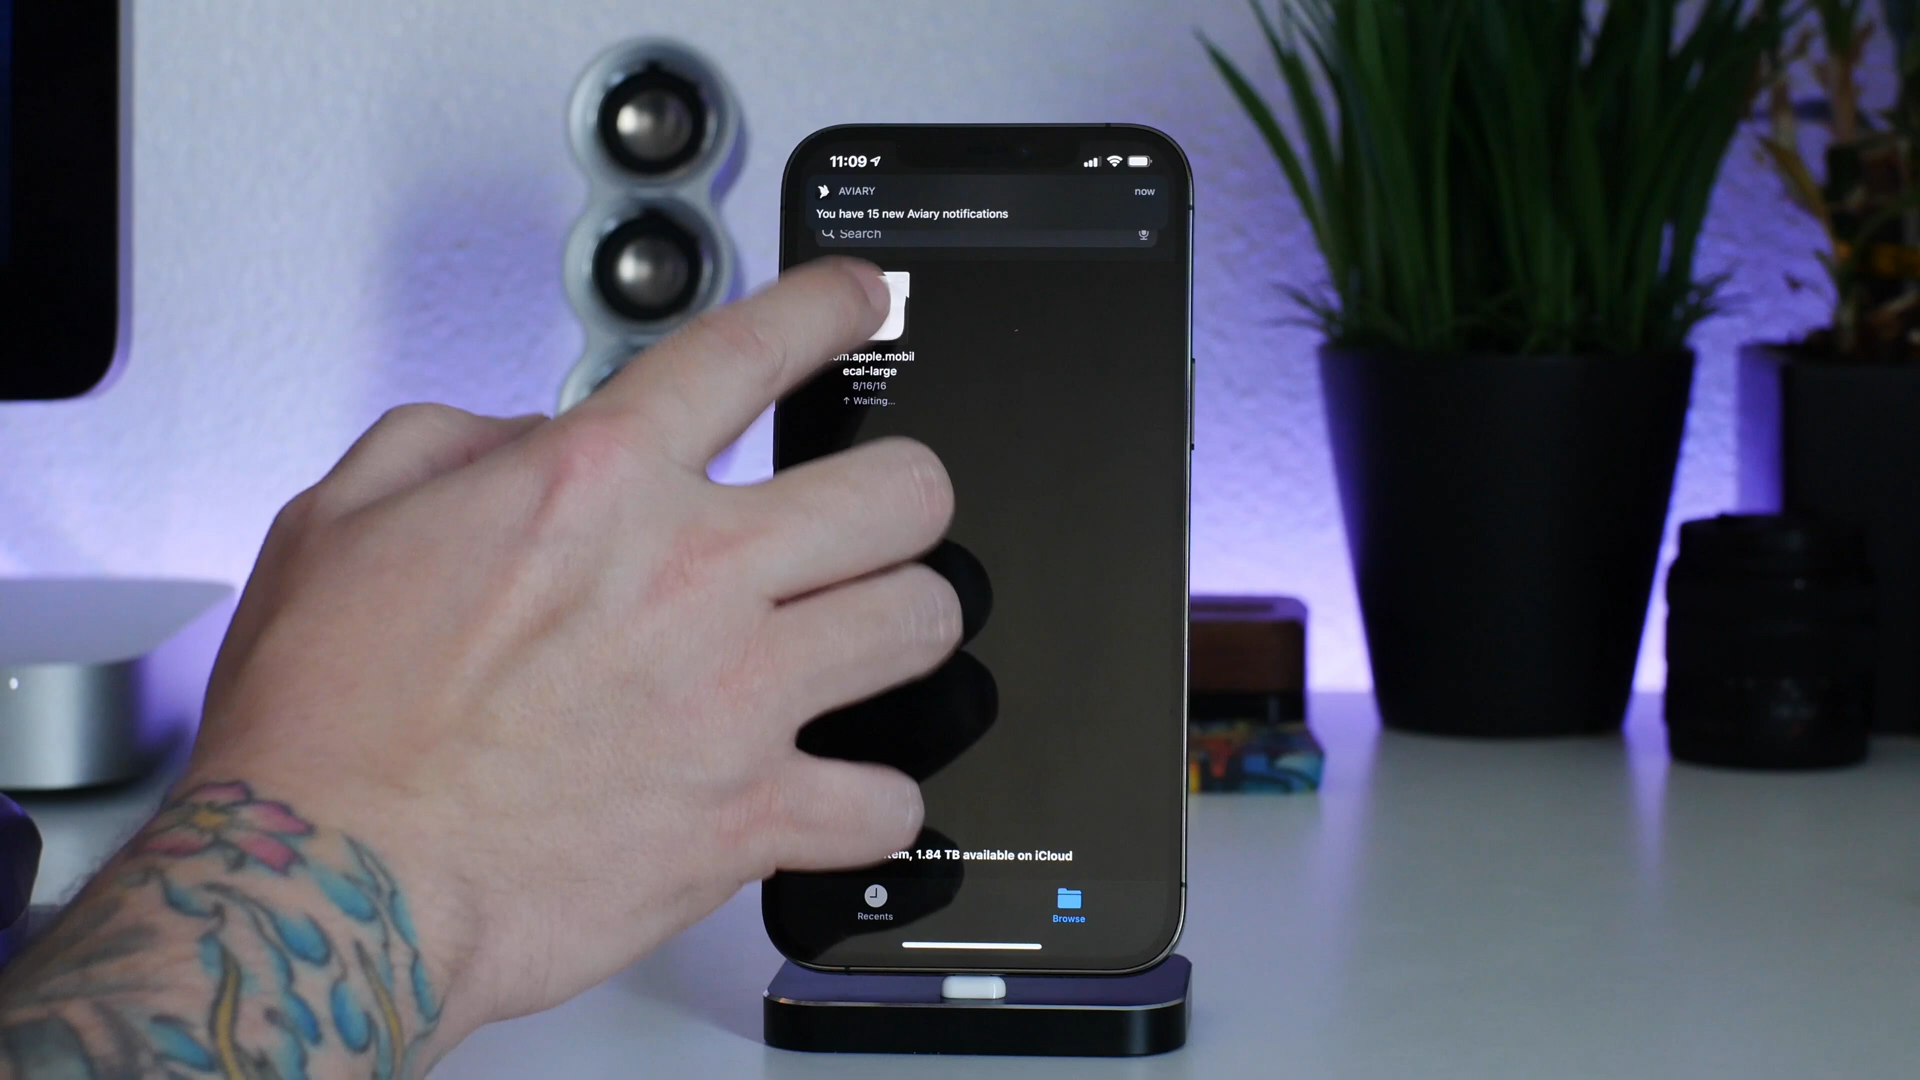 11:09
AVIARY now
You have 15 new Aviary notifications
Search
om.apple.mobil
ecal-large
8/16/16
↑ Waiting...
1.84 TB available on iCloud
Recents
Browse